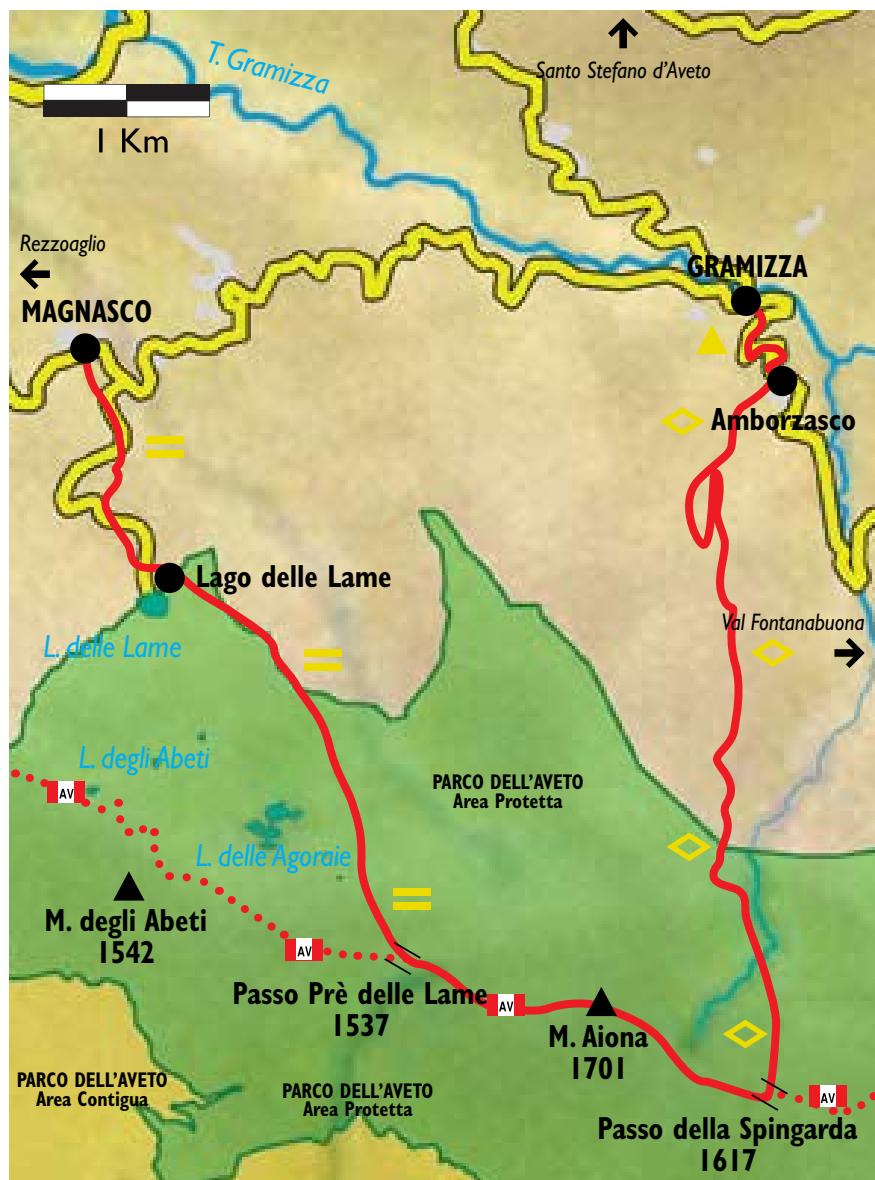 T. Gramizza
Santo Stefano d'Aveto
1 Km
Rezzoaglio
MAGNASCO
GRAMIZZA
Amborzasco
Lago delle Lame
L. delle Lame
Val Fontanabuona
L. degli Abeti
PARCO DELL'AVETO
Area Protetta
AV
L. delle Agoraie
M. degli Abeti
1542
AV
Passo Prè delle Lame
1537
AV
M. Aiona
1701
PARCO DELL'AVETO
Area Contigua
PARCO DELL'AVETO
Area Protetta
AV
Passo della Spingarda
1617